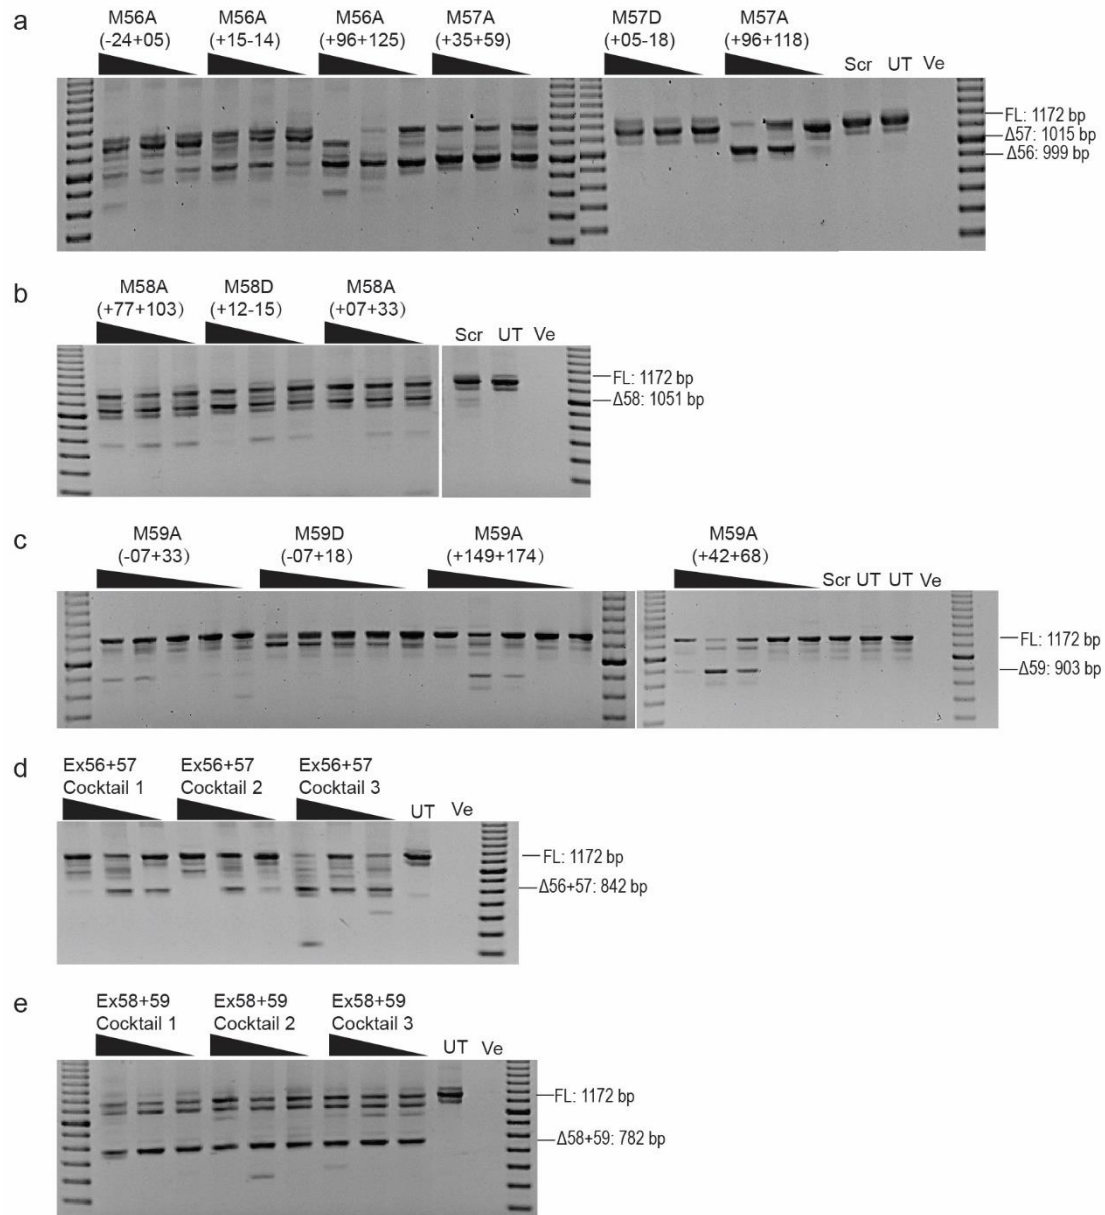 a
M56A M56A M56A M57A M57D M57A
(-24+05) (+15-14) (+96+125) (+35+59) (+05-18) (+96+118)
Scr UT Ve
FL: 1172 bp
Δ57: 1015 bp
Δ56: 999 bp
b
M58A M58D M58A
(+77+103) (+12-15) (+07+33)
Scr UT Ve
FL: 1172 bp
Δ58: 1051 bp
c
M59A M59D M59A M59A
(-07+33) (-07+18) (+149+174) (+42+68)
Scr UT UT Ve
FL: 1172 bp
Δ59: 903 bp
d
Ex56+57 Ex56+57 Ex56+57
Cocktail 1 Cocktail 2 Cocktail 3
UT Ve
FL: 1172 bp
Δ56+57: 842 bp
e
Ex58+59 Ex58+59 Ex58+59
Cocktail 1 Cocktail 2 Cocktail 3
UT Ve
FL: 1172 bp
Δ58+59: 782 bp